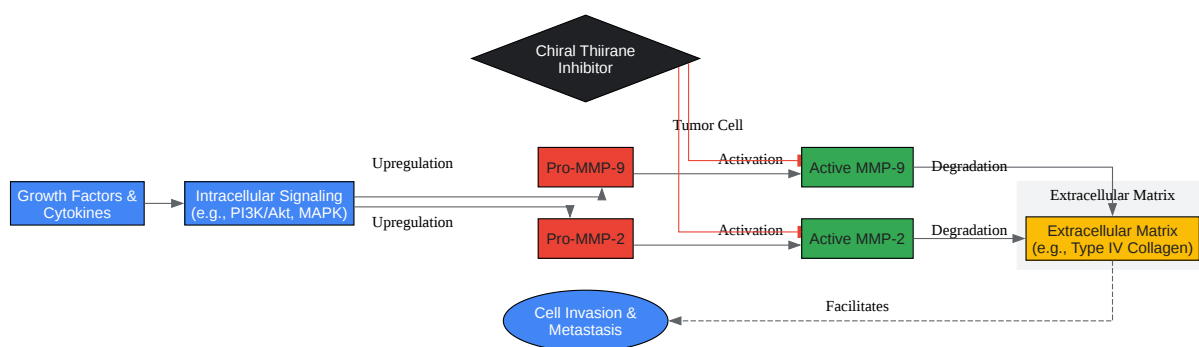 Chiral Thiirane
Inhibitor
Tumor Cell
Upregulation
Pro-MMP-9
Activation
Active MMP-9
Degradation
Growth Factors &
Cytokines
Intracellular Signaling
(e.g., PI3K/Akt, MAPK)
Extracellular Matrix
Upregulation
Pro-MMP-2
Activation
Active MMP-2
Degradation
Extracellular Matrix
(e.g., Type IV Collagen)
Cell Invasion &
Metastasis
Facilitates